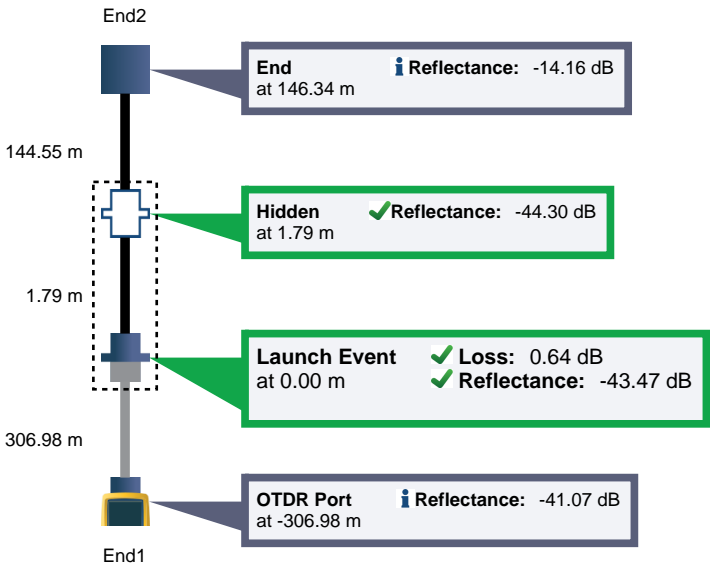 End2
End i Reflectance: -14.16 dB
at 146.34 m
144.55 m
Hidden Reflectance: -44.30 dB
at 1.79 m
1.79 m
Launch Event Loss: 0.64 dB
at 0.00 m Reflectance: -43.47 dB
306.98 m
OTDR Port i Reflectance: -41.07 dB
at -306.98 m
End1